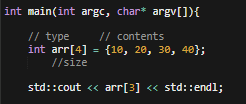 int main(int argc, char* argv[]){
// type // contents
int arr[4] = {10, 20, 30, 40};
//size
std::cout << arr[3] << std::endl;